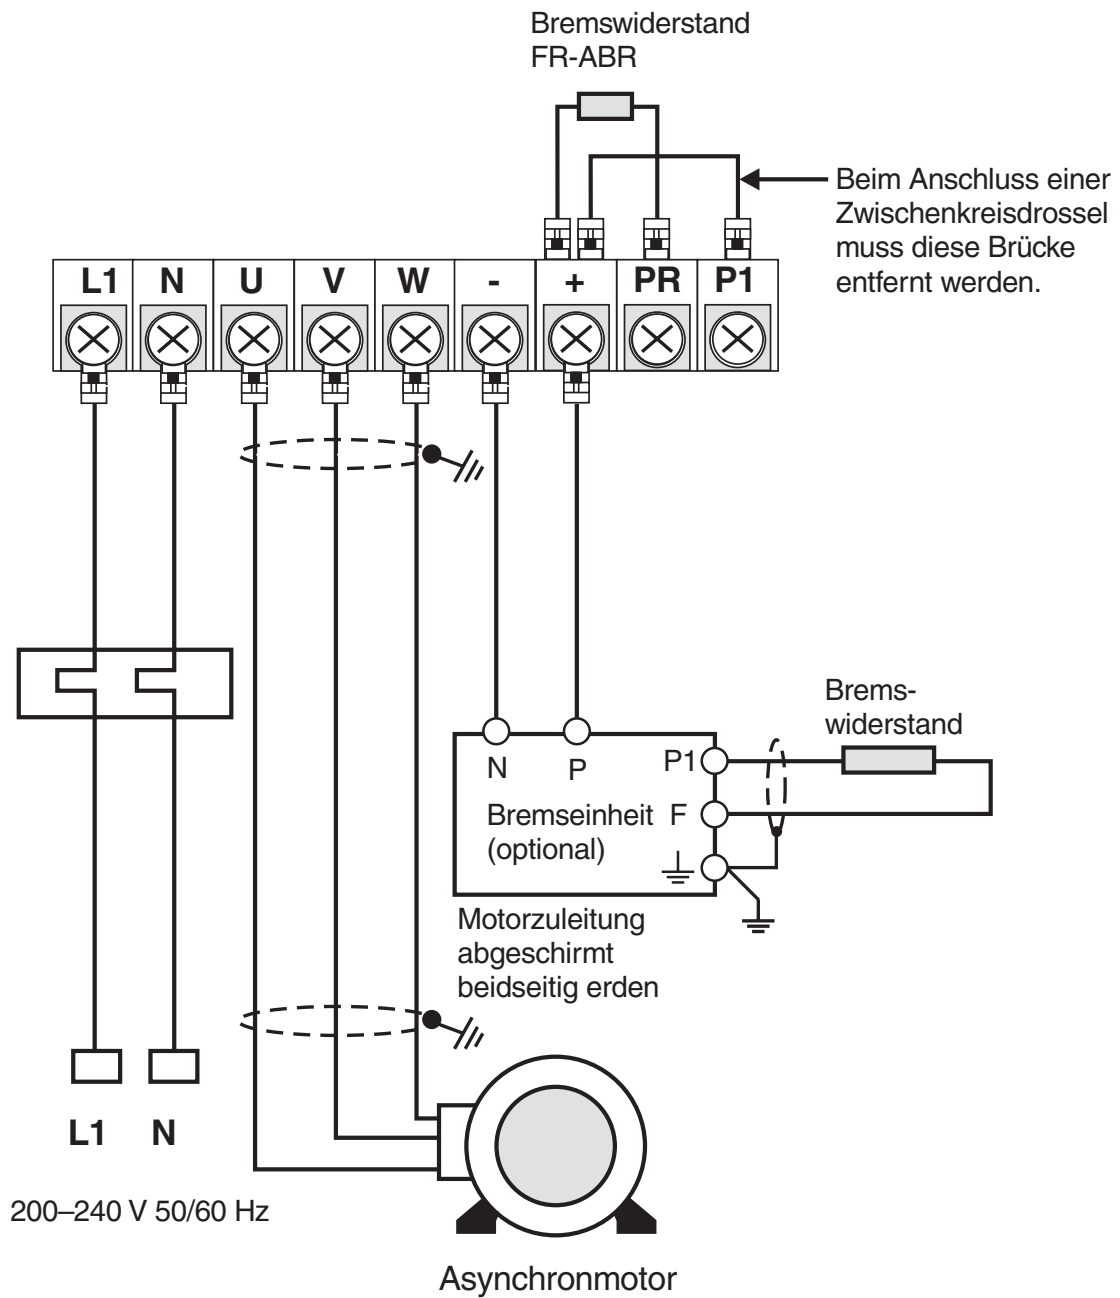 Bremswiderstand
FR-ABR
Beim Anschluss einer
Zwischenkreisdrossel
muss diese Brücke
entfernt werden.
L1 N U V W - + PR P1
Brems-
widerstand
N P P1
Bremseinheit F
(optional)
Motorzuleitung
abgeschirmt
beidseitig erden
L1 N
200–240 V 50/60 Hz
Asynchronmotor